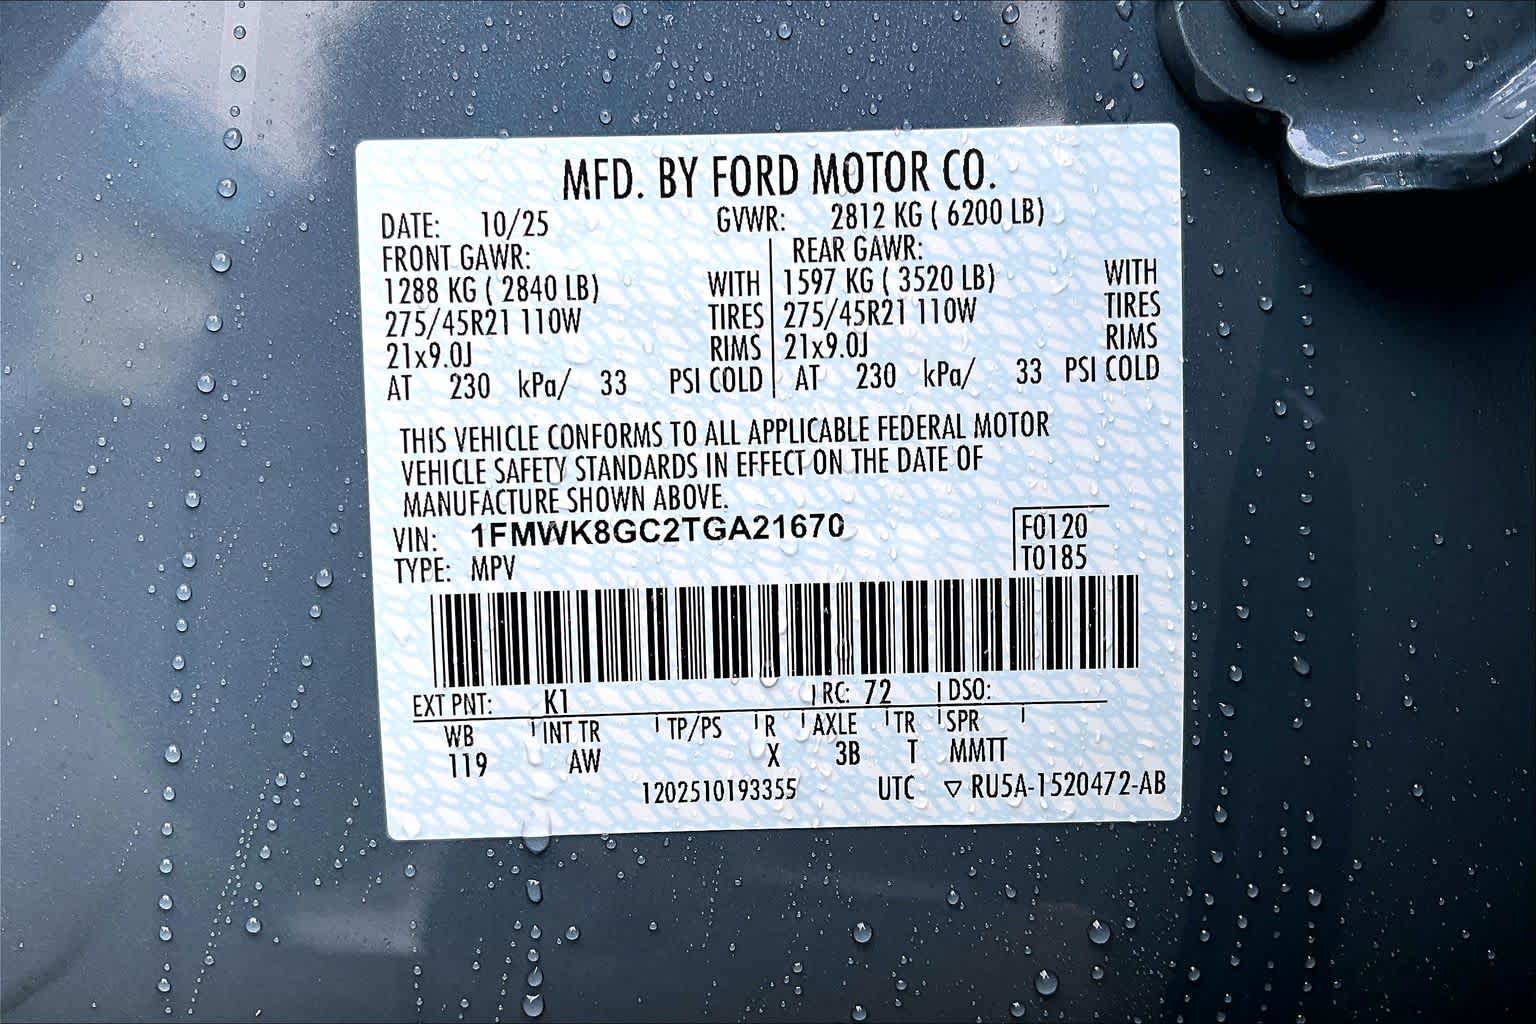 MFD. BY FORD MOTOR CO.
DATE: 10/25 GVWR: 2812 KG ( 6200 LB)
FRONT GAWR: REAR GAWR:
1288 KG ( 2840 LB) WITH 1597 KG ( 3520 LB) WITH
275/45R21 110W TIRES 275/45R21 110W TIRES
21x9.0J RIMS 21x9.0J RIMS
AT 230 kPa/ 33 PSI COLD AT 230 kPa/ 33 PSI COLD
THIS VEHICLE CONFORMS TO ALL APPLICABLE FEDERAL MOTOR
VEHICLE SAFETY STANDARDS IN EFFECT ON THE DATE OF
MANUFACTURE SHOWN ABOVE.
VIN: 1FMWK8GC2TGA21670 F0120
TYPE: MPV T0185
EXT PNT: K1 RC: 72 DSO:
WB INT TR TP/PS R AXLE TR SPR
119 AW X 3B T MMTT
1202510193355 UTC ▽ RU5A-1520472-AB